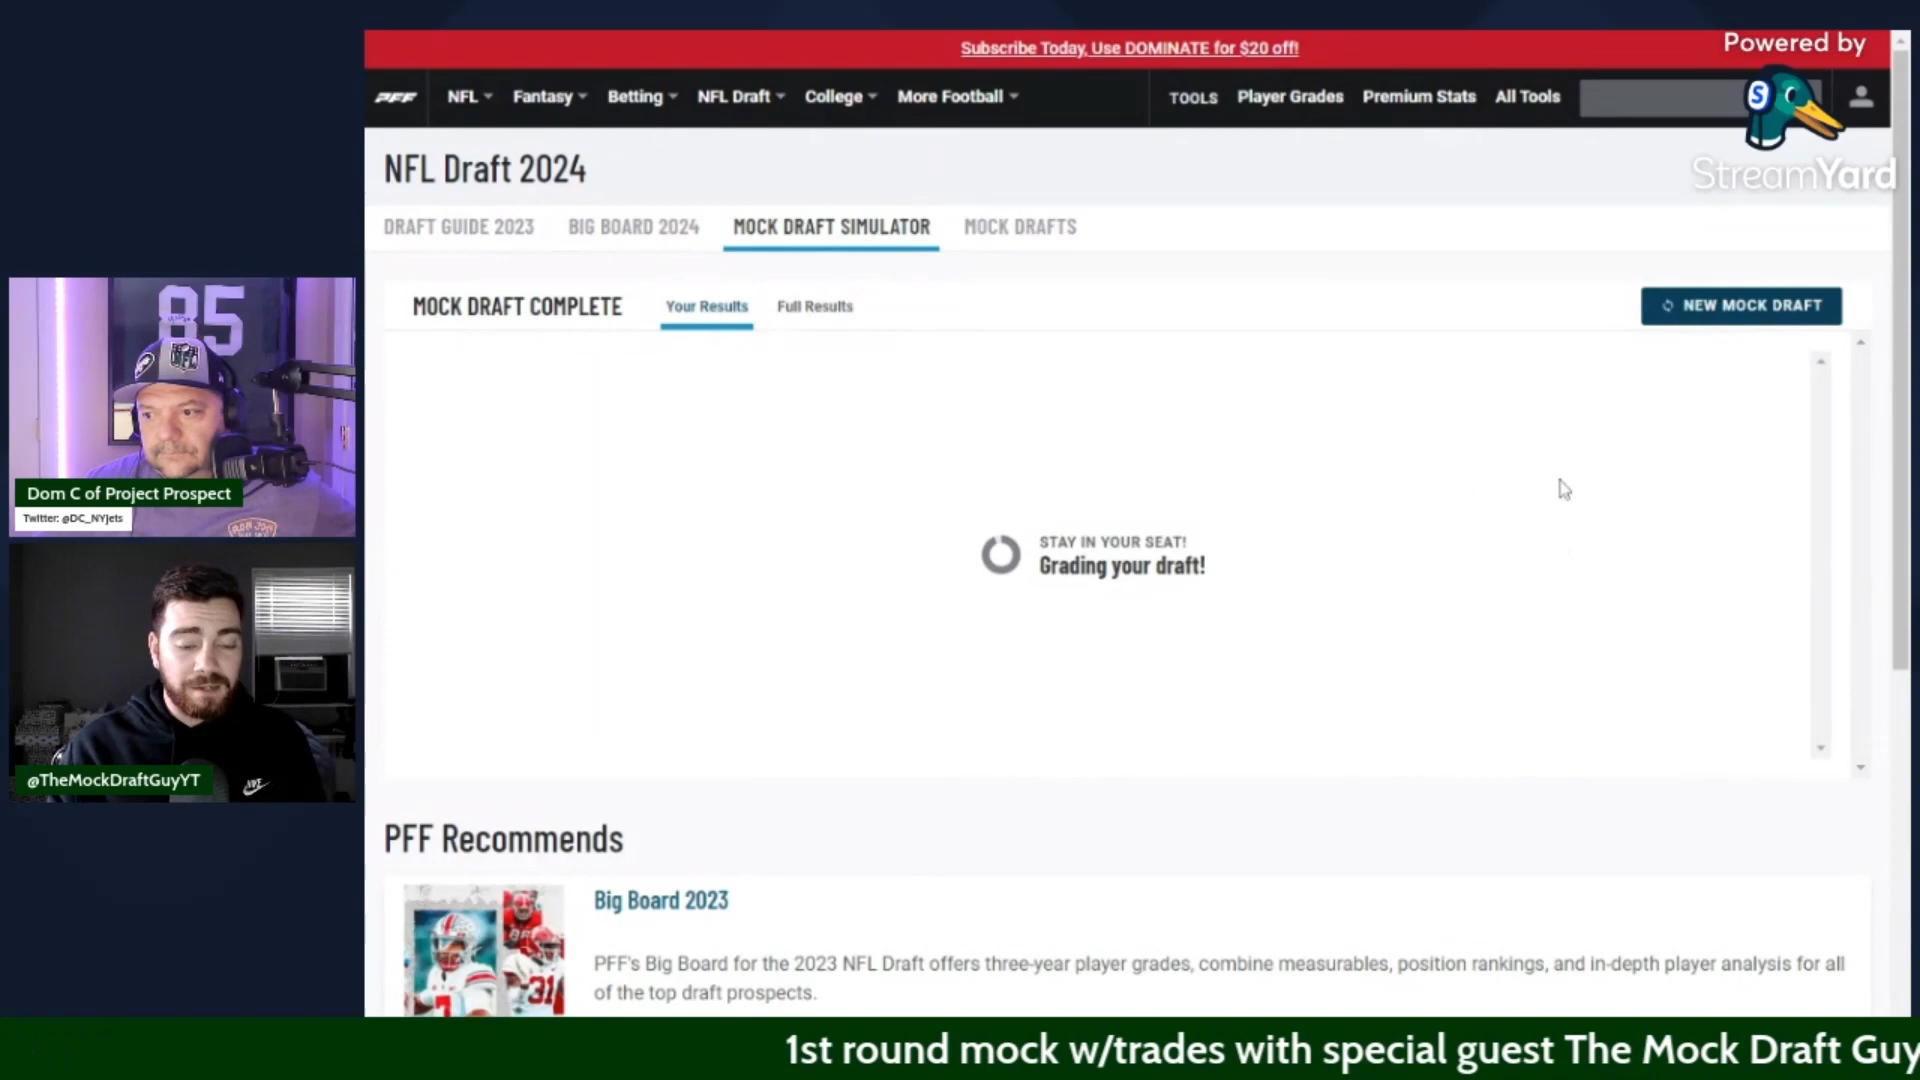 Subscribe Today, Use DOMINATE for $20 off!
Powered by
StreamYard
PFF NFL Fantasy Betting NFL Draft College More Football TOOLS Player Grades Premium Stats All Tools
NFL Draft 2024
DRAFT GUIDE 2023 BIG BOARD 2024 MOCK DRAFT SIMULATOR MOCK DRAFTS
MOCK DRAFT COMPLETE Your Results Full Results NEW MOCK DRAFT
85
NFL
Dom C of Project Prospect
Twitter: @DC_NYJets
STAY IN YOUR SEAT!
Grading your draft!
@TheMockDraftGuyYT
PFF Recommends
Big Board 2023
PFF's Big Board for the 2023 NFL Draft offers three-year player grades, combine measurables, position rankings, and in-depth player analysis for all
of the top draft prospects.
31
1st round mock w/trades with special guest The Mock Draft Guy